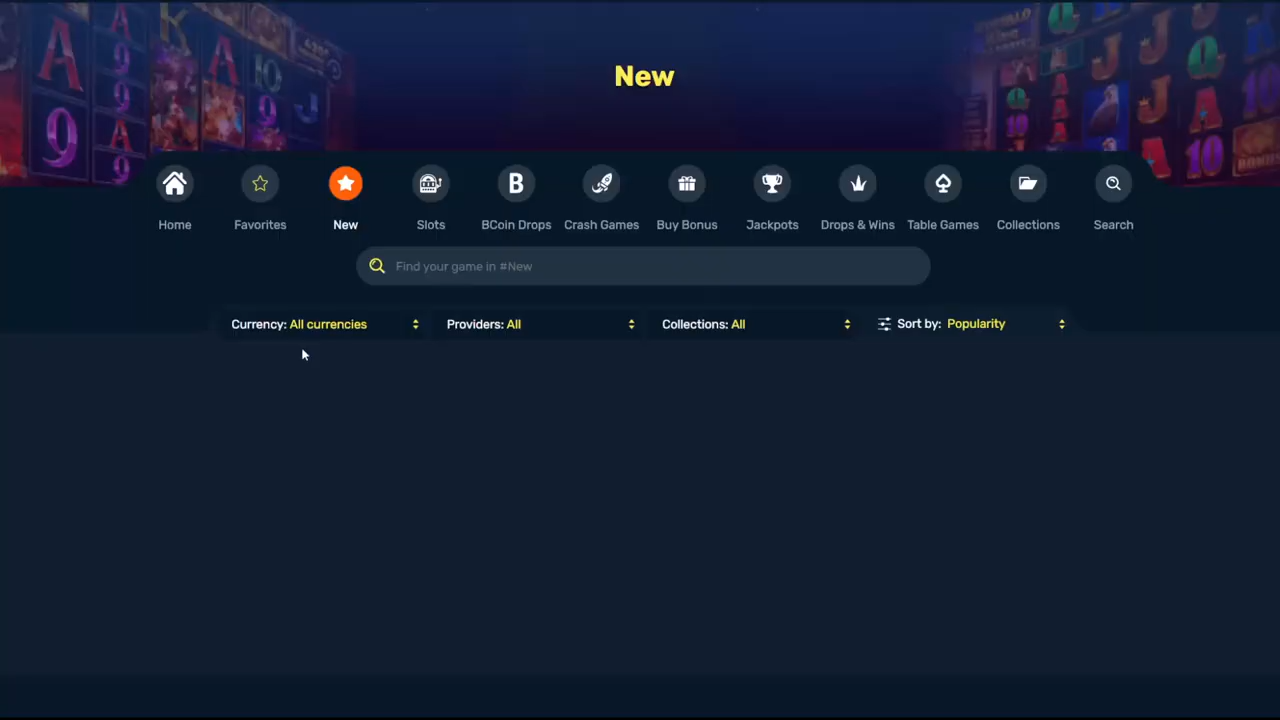 New
Home
Favorites
New
Slots
BCoin Drops
Crash Games
Buy Bonus
Jackpots
Drops & Wins
Table Games
Collections
Search
Find your game in #New
Currency: All currencies
Providers: All
Collections: All
Sort by: Popularity